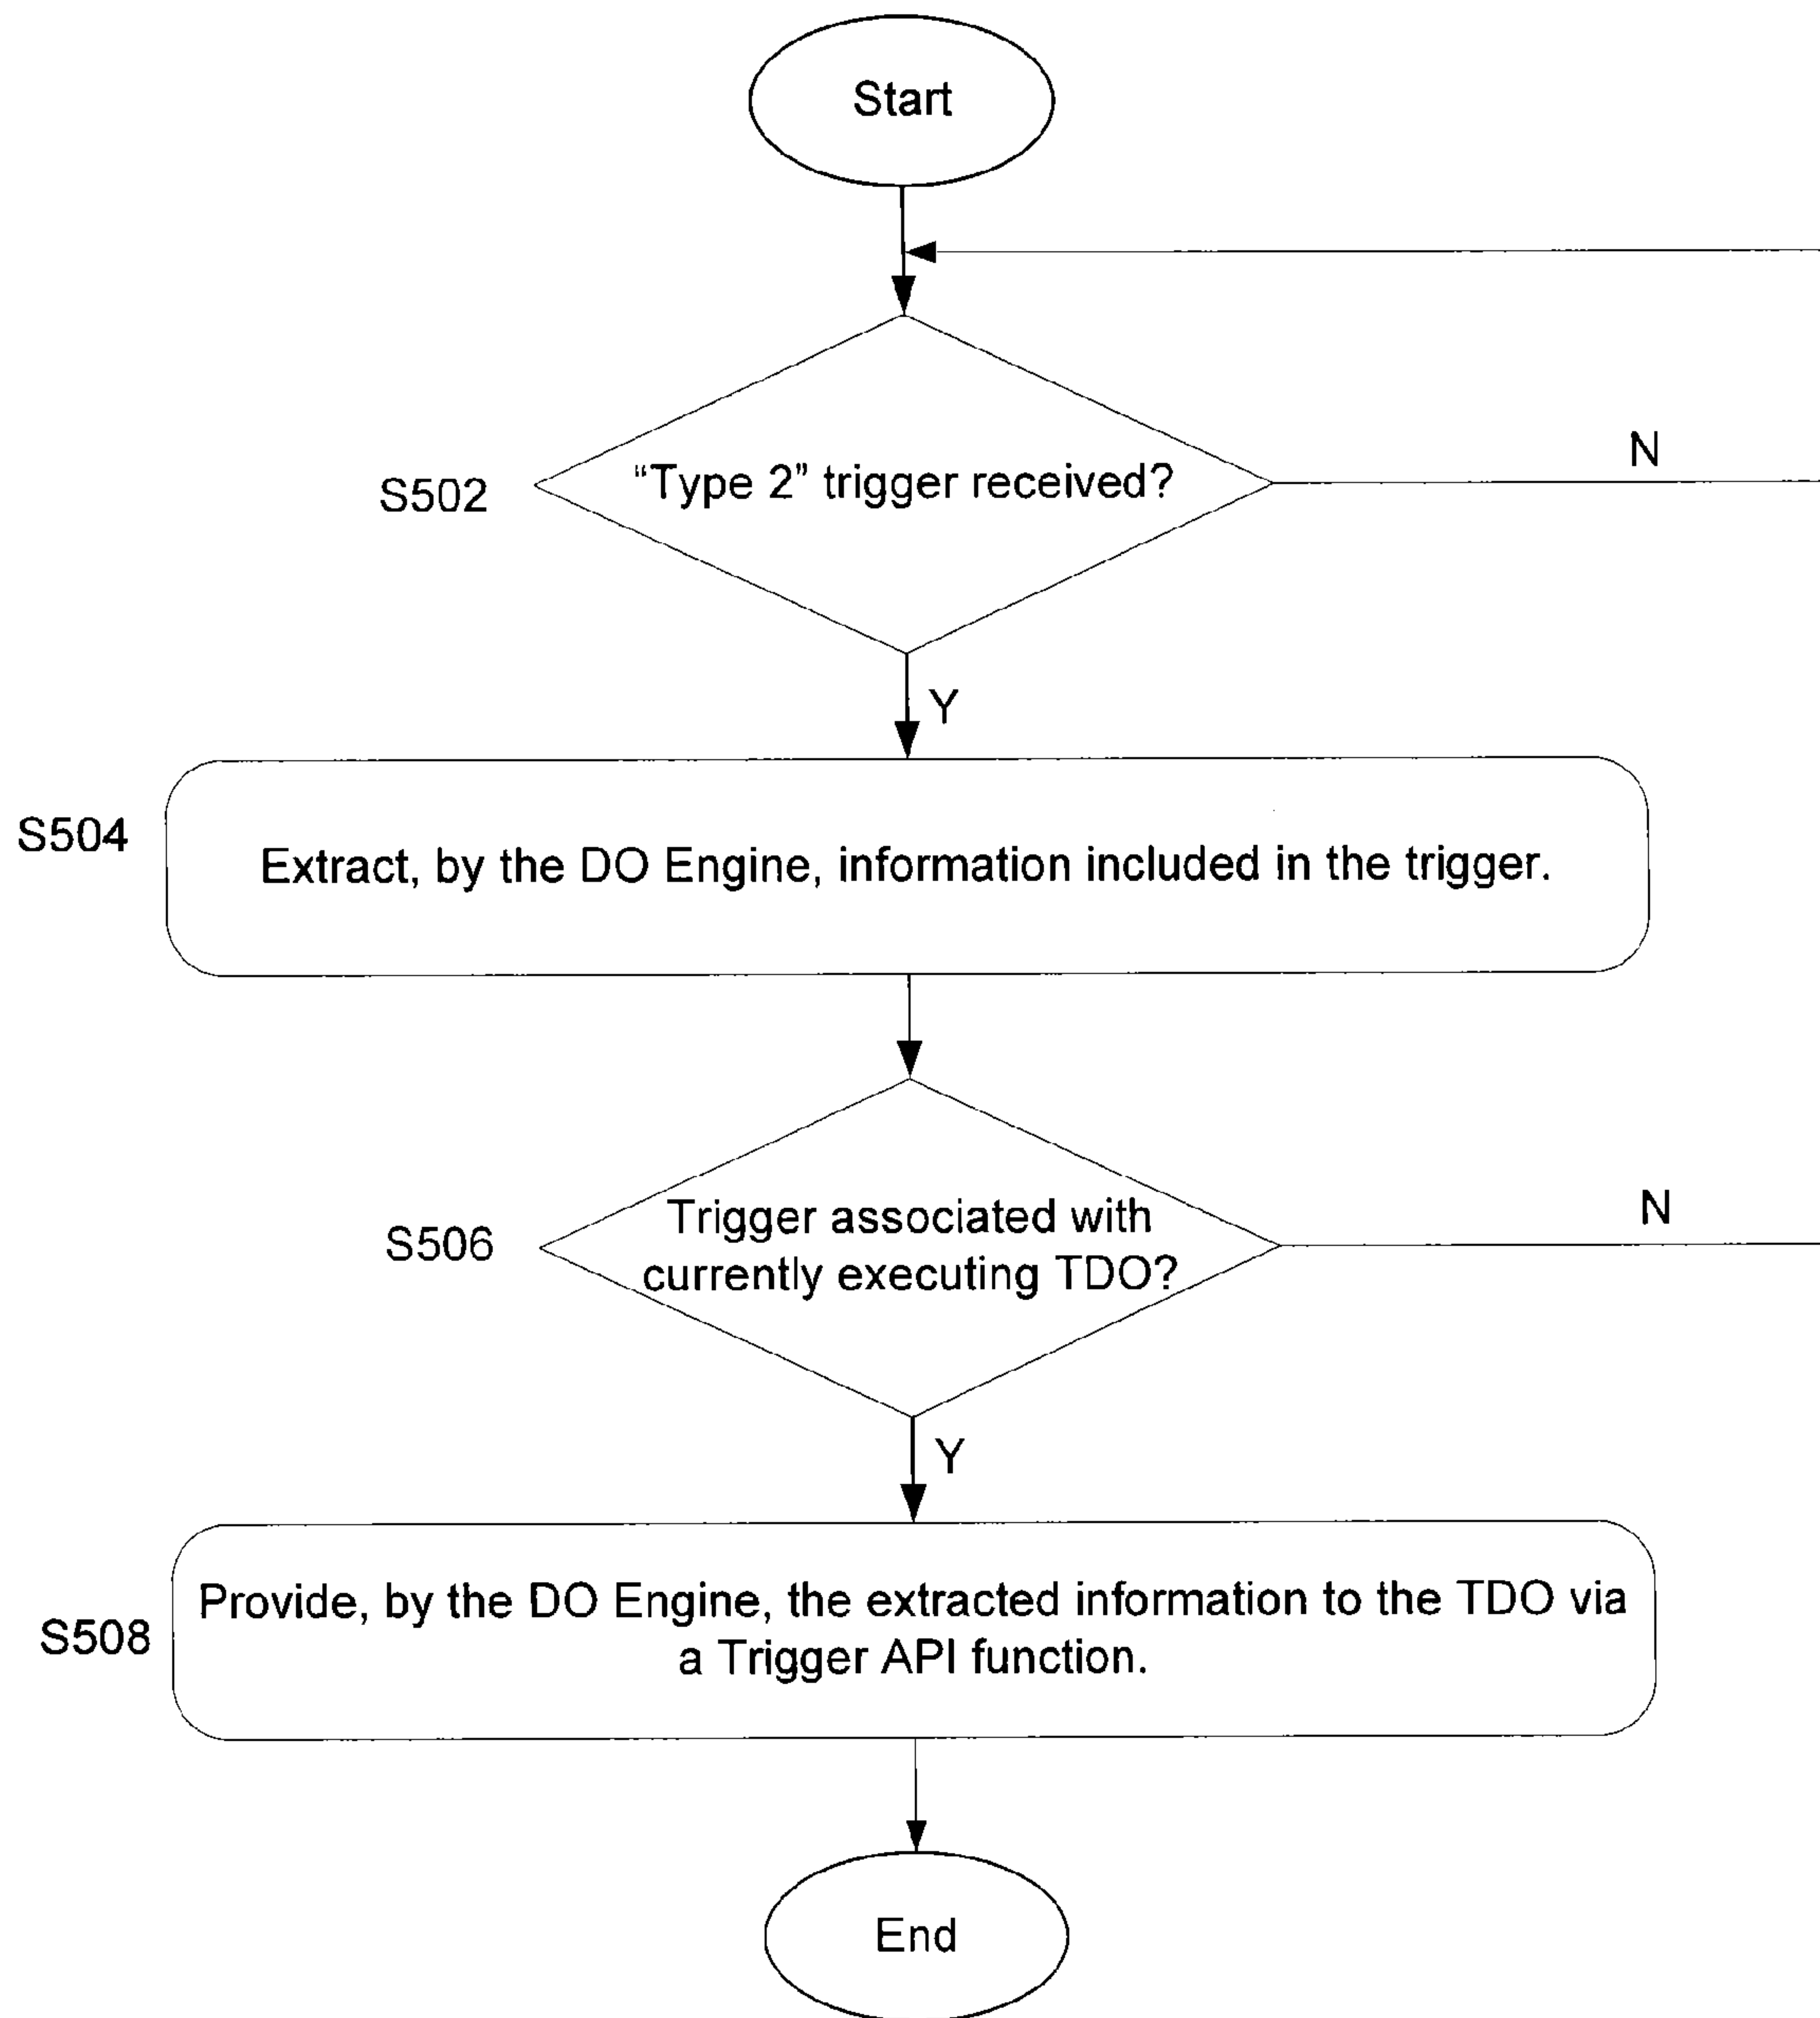 Start
S502
“Type 2” trigger received?
N
Y
S504
Extract, by the DO Engine, information included in the trigger.
S506
Trigger associated with
currently executing TDO?
N
Y
S508
Provide, by the DO Engine, the extracted information to the TDO via
a Trigger API function.
End